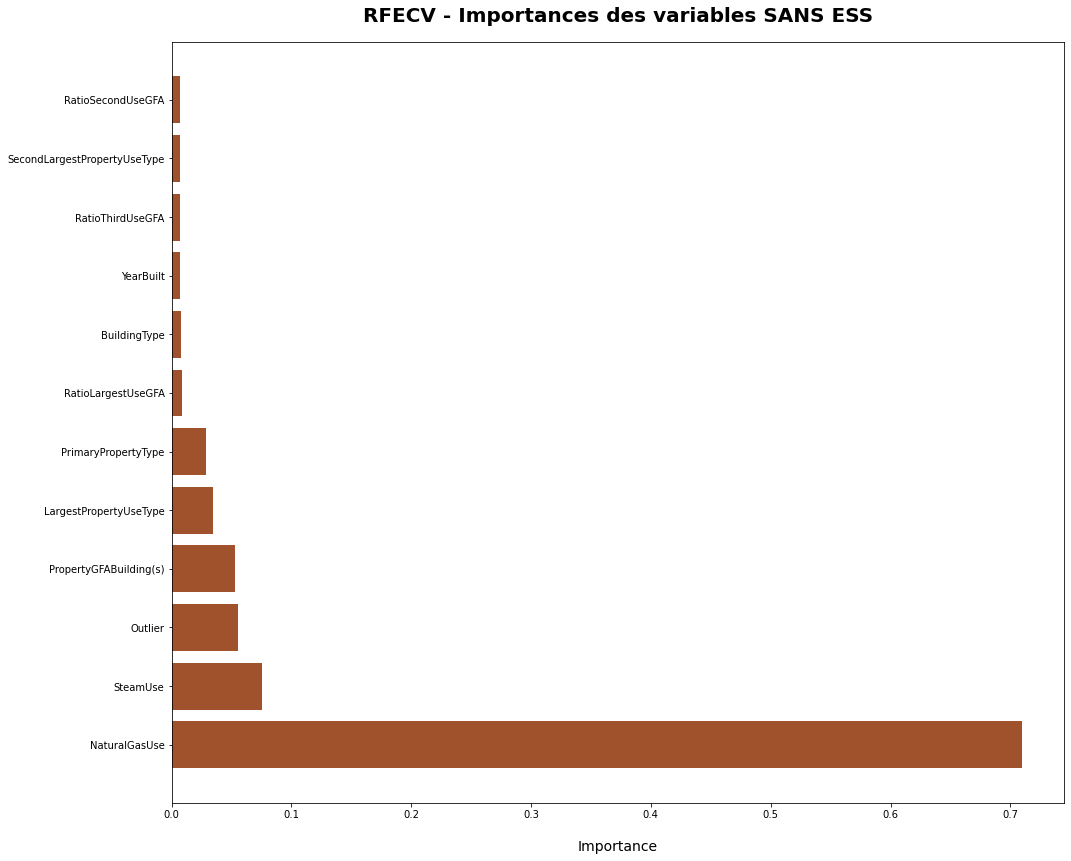 RFECV - Importances des variables SANS ESS
RatioSecondUseGFA
SecondLargestPropertyUseType
RatioThirdUseGFA
YearBuilt
BuildingType
RatioLargestUseGFA
PrimaryPropertyType
LargestPropertyUseType
PropertyGFABuilding(s)
Outlier
SteamUse
NaturalGasUse
0.0 0.1 0.2 0.3 0.4 0.5 0.6 0.7
Importance